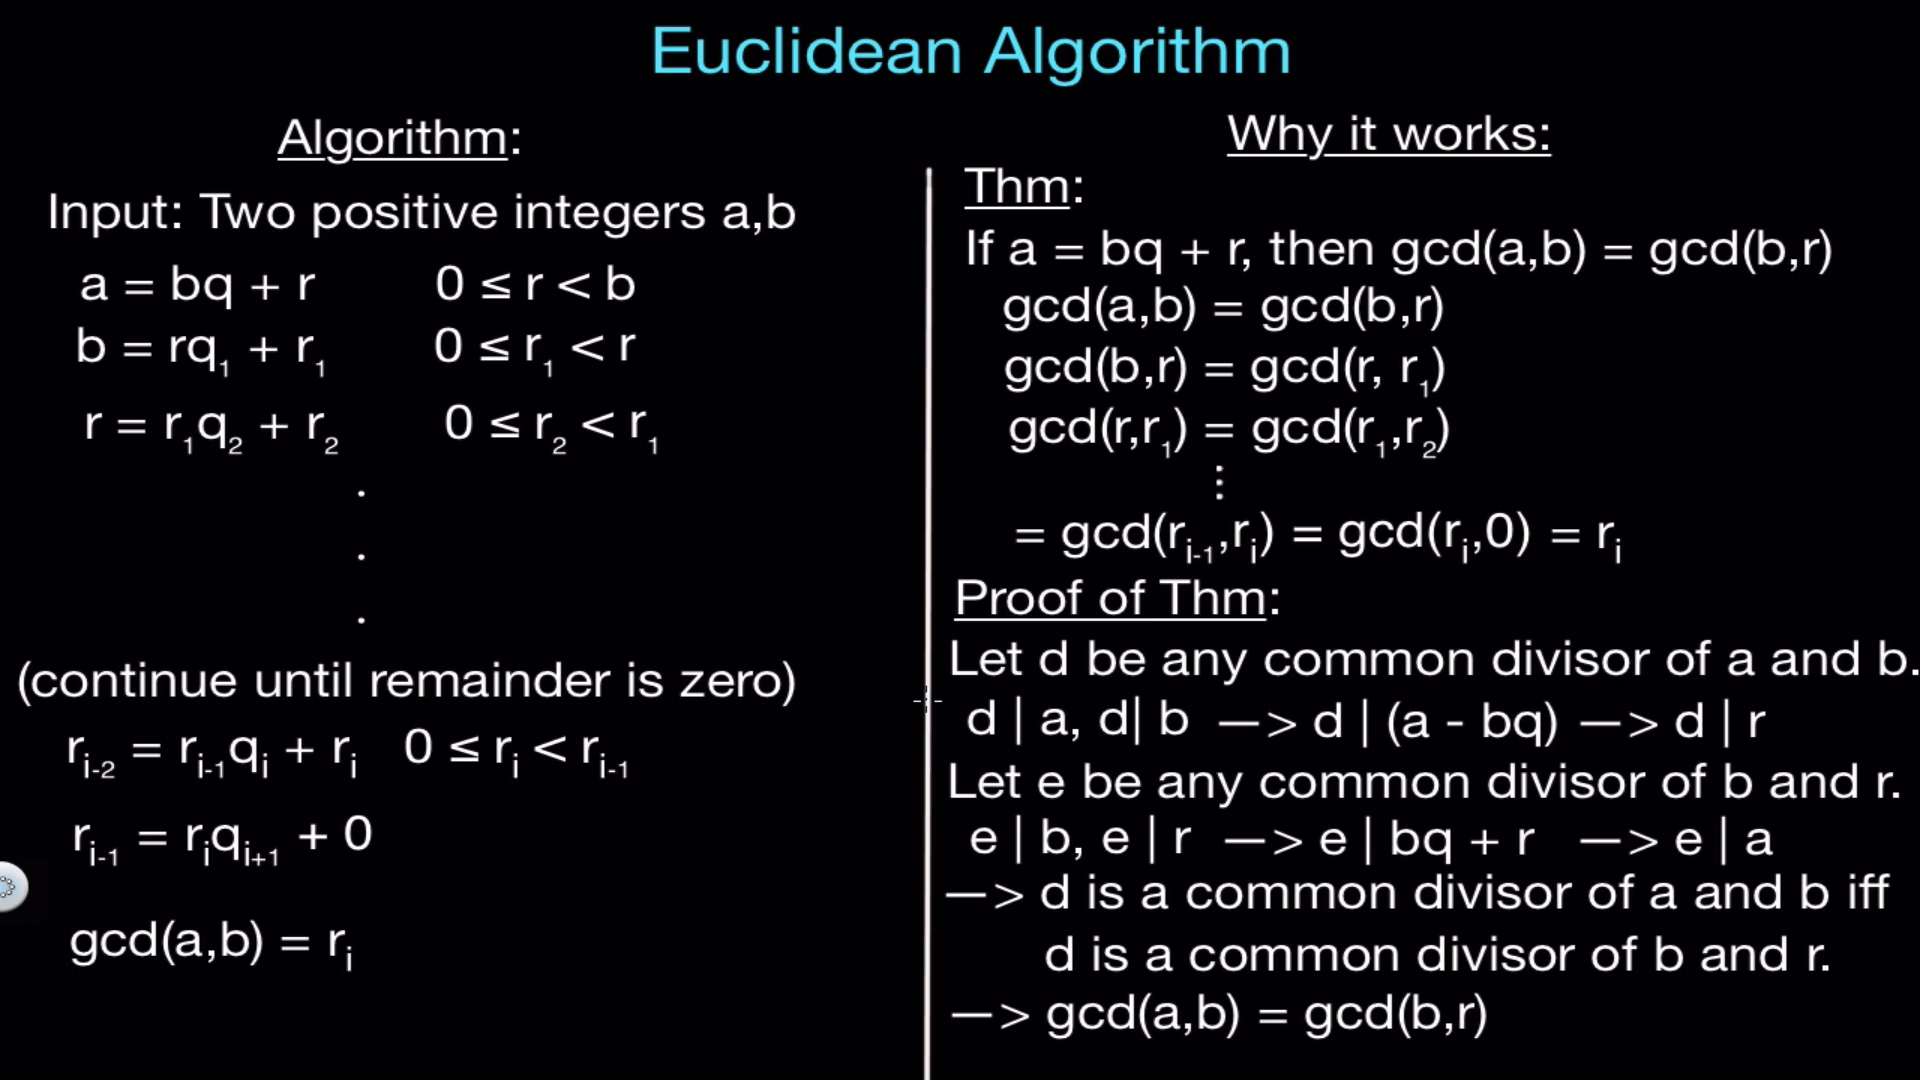 Euclidean Algorithm
Algorithm:
Input: Two positive integers a,b
a = bq + r 0 ≤ r < b
b = rq₁ + r₁ 0 ≤ r₁ < r
r = r₁q₂ + r₂ 0 ≤ r₂ < r₁
.
.
.
(continue until remainder is zero)
rᵢ₋₂ = rᵢ₋₁qᵢ + rᵢ 0 ≤ rᵢ < rᵢ₋₁
rᵢ₋₁ = rᵢqᵢ₊₁ + 0
gcd(a,b) = rᵢ
Why it works:
Thm:
If a = bq + r, then gcd(a,b) = gcd(b,r)
gcd(a,b) = gcd(b,r)
gcd(b,r) = gcd(r, r₁)
gcd(r,r₁) = gcd(r₁,r₂)
⋮
= gcd(rᵢ₋₁,rᵢ) = gcd(rᵢ,0) = rᵢ
Proof of Thm:
Let d be any common divisor of a and b.
d | a, d| b —> d | (a - bq) —> d | r
Let e be any common divisor of b and r.
e | b, e | r —> e | bq + r —> e | a
—> d is a common divisor of a and b iff
d is a common divisor of b and r.
—> gcd(a,b) = gcd(b,r)